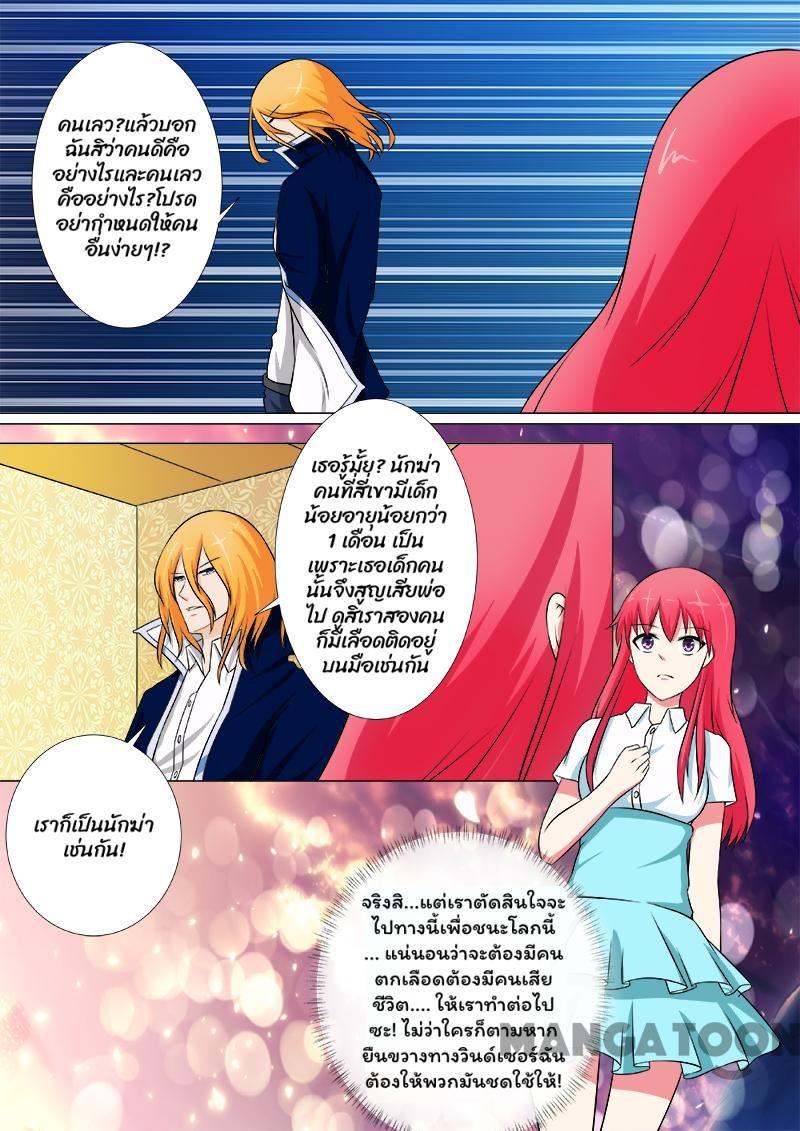 คนเลว?แล้วบอก
ฉันสิว่าคนดีคือ
อย่างไรและคนเลว
คืออย่างไร?โปรด
อย่ากำหนดให้คน
อื่นง่ายๆ!?
เธอรู้มั้ย? นักฆ่า
คนที่สี่เขามีเด็ก
น้อยอายุน้อยกว่า
1 เดือน เป็น
เพราะเธอเด็กคน
นั้นจึงสูญเสียพ่อ
ไป ดูสิเราสองคน
ก็มีเลือดติดอยู่
บนมือเช่นกัน
เราก็เป็นนักฆ่า
เช่นกัน!
จริงสิ...แต่เราตัดสินใจจะ
ไปทางนี้เพื่อชนะโลกนี้
... แน่นอนว่าจะต้องมีคน
ตกเลือดต้องมีคนเสีย
ชีวิต.... ให้เราทำต่อไป
ซะ! ไม่ว่าใครก็ตามหาก
ยืนขวางทางวินด์เซอร์ฉัน
ต้องให้พวกมันชดใช้ให้!
MANGATOON